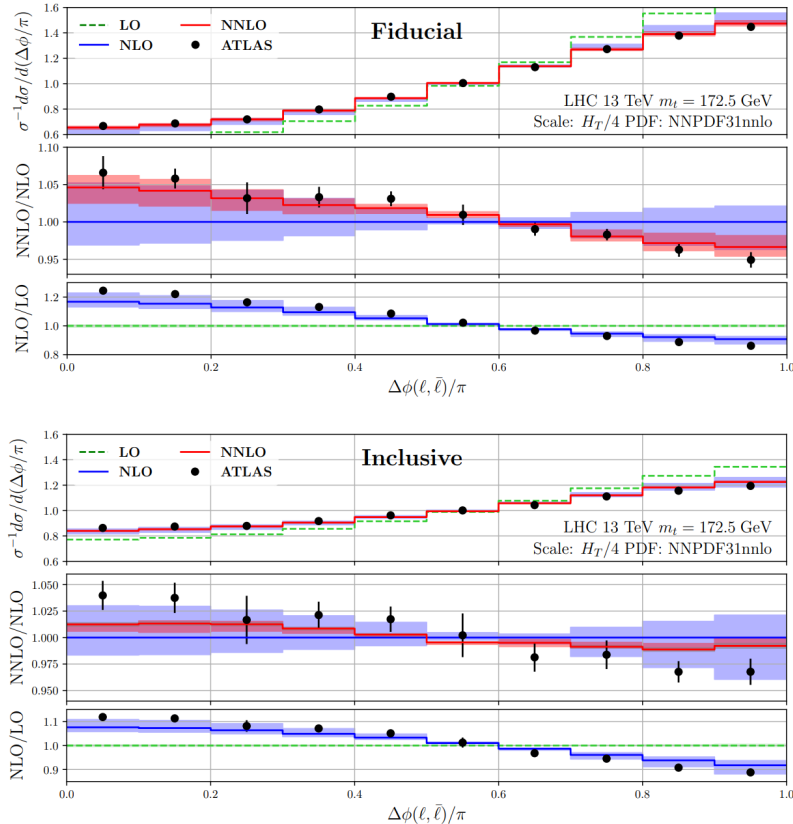 LO NNLO
NLO ATLAS
Fiducial
σ⁻¹dσ/d(Δϕ/π)
1.6
1.4
1.2
1.0
0.8
0.6
LHC 13 TeV mₜ = 172.5 GeV
Scale: H_T/4 PDF: NNPDF31nnlo
NNLO/NLO
1.10
1.05
1.00
0.95
NLO/LO
1.2
1.0
0.8
0.0 0.2 0.4 0.6 0.8 1.0
Δϕ(ℓ, ℓ̄)/π
LO NNLO
NLO ATLAS
Inclusive
σ⁻¹dσ/d(Δϕ/π)
1.6
1.4
1.2
1.0
0.8
0.6
LHC 13 TeV mₜ = 172.5 GeV
Scale: H_T/4 PDF: NNPDF31nnlo
NNLO/NLO
1.050
1.025
1.000
0.975
0.950
NLO/LO
1.1
1.0
0.9
0.0 0.2 0.4 0.6 0.8 1.0
Δϕ(ℓ, ℓ̄)/π